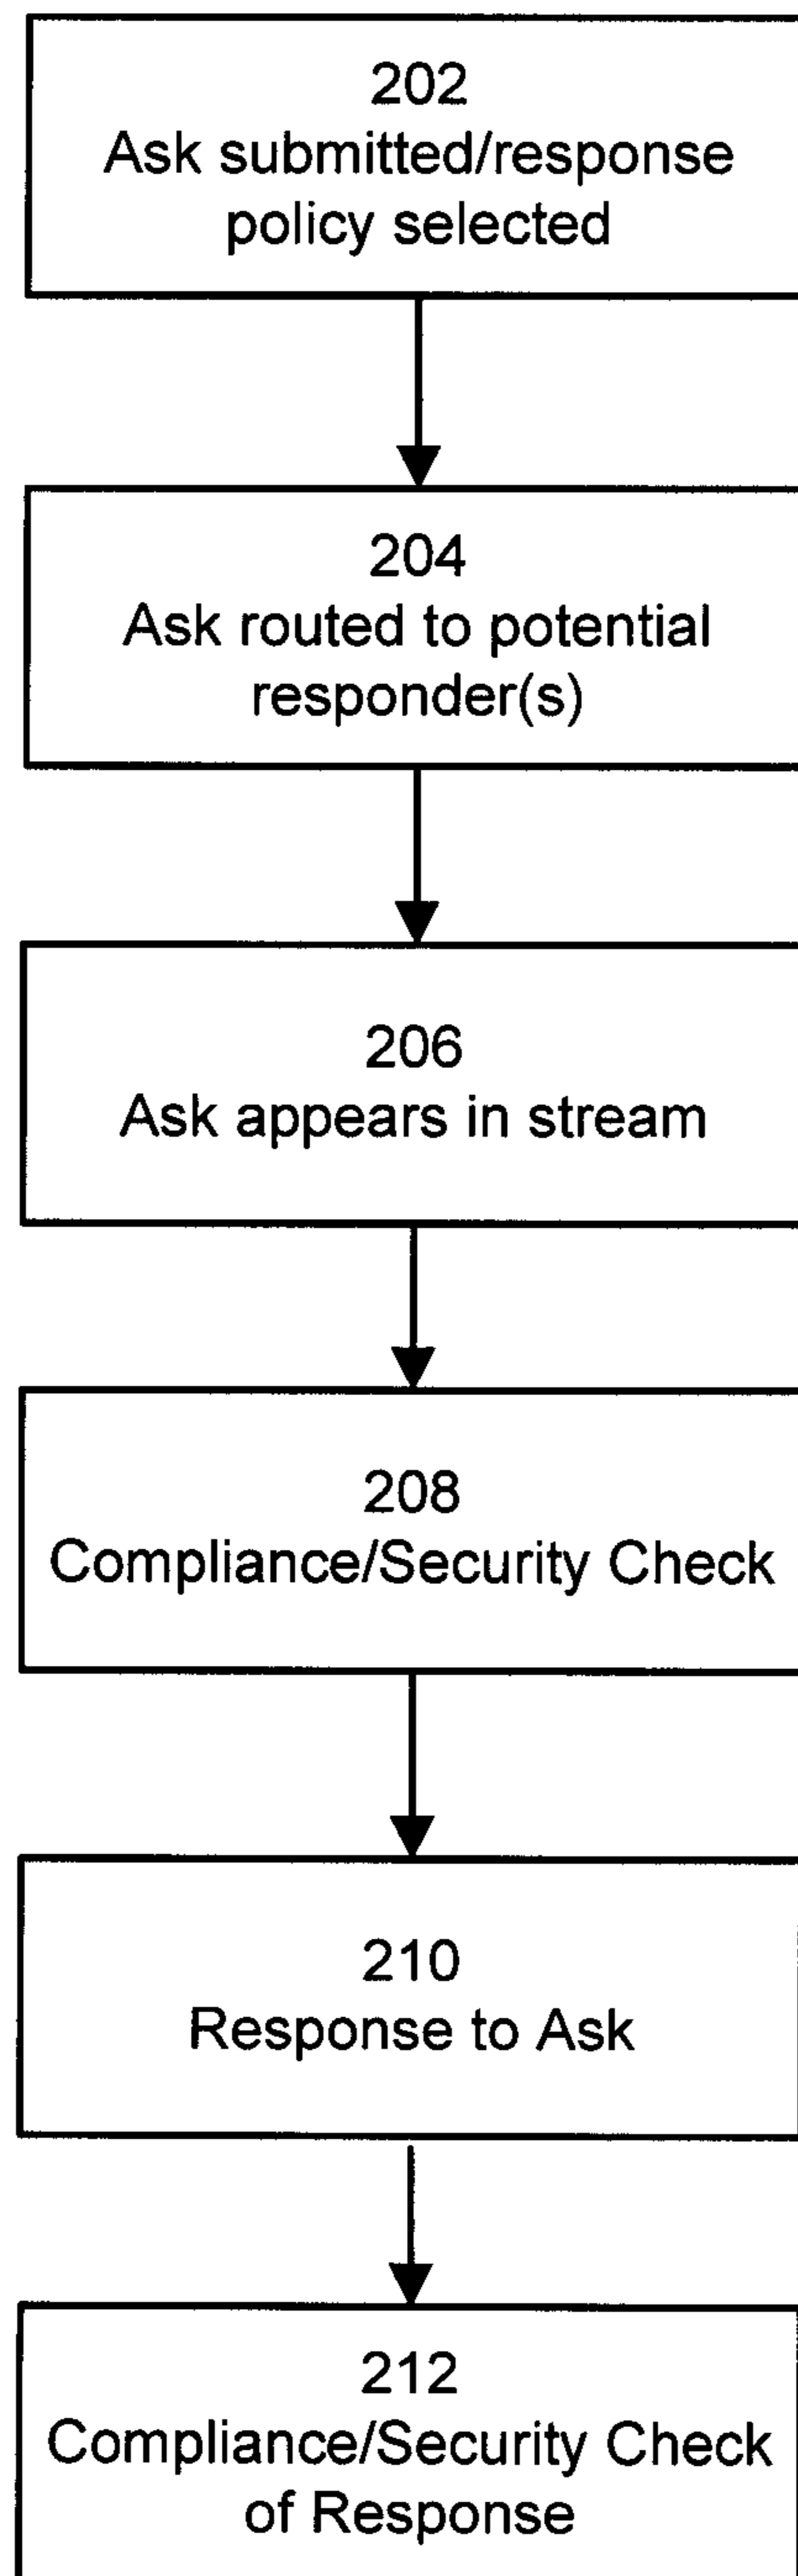 202
Ask submitted/response
policy selected
204
Ask routed to potential
responder(s)
206
Ask appears in stream
208
Compliance/Security Check
210
Response to Ask
212
Compliance/Security Check
of Response